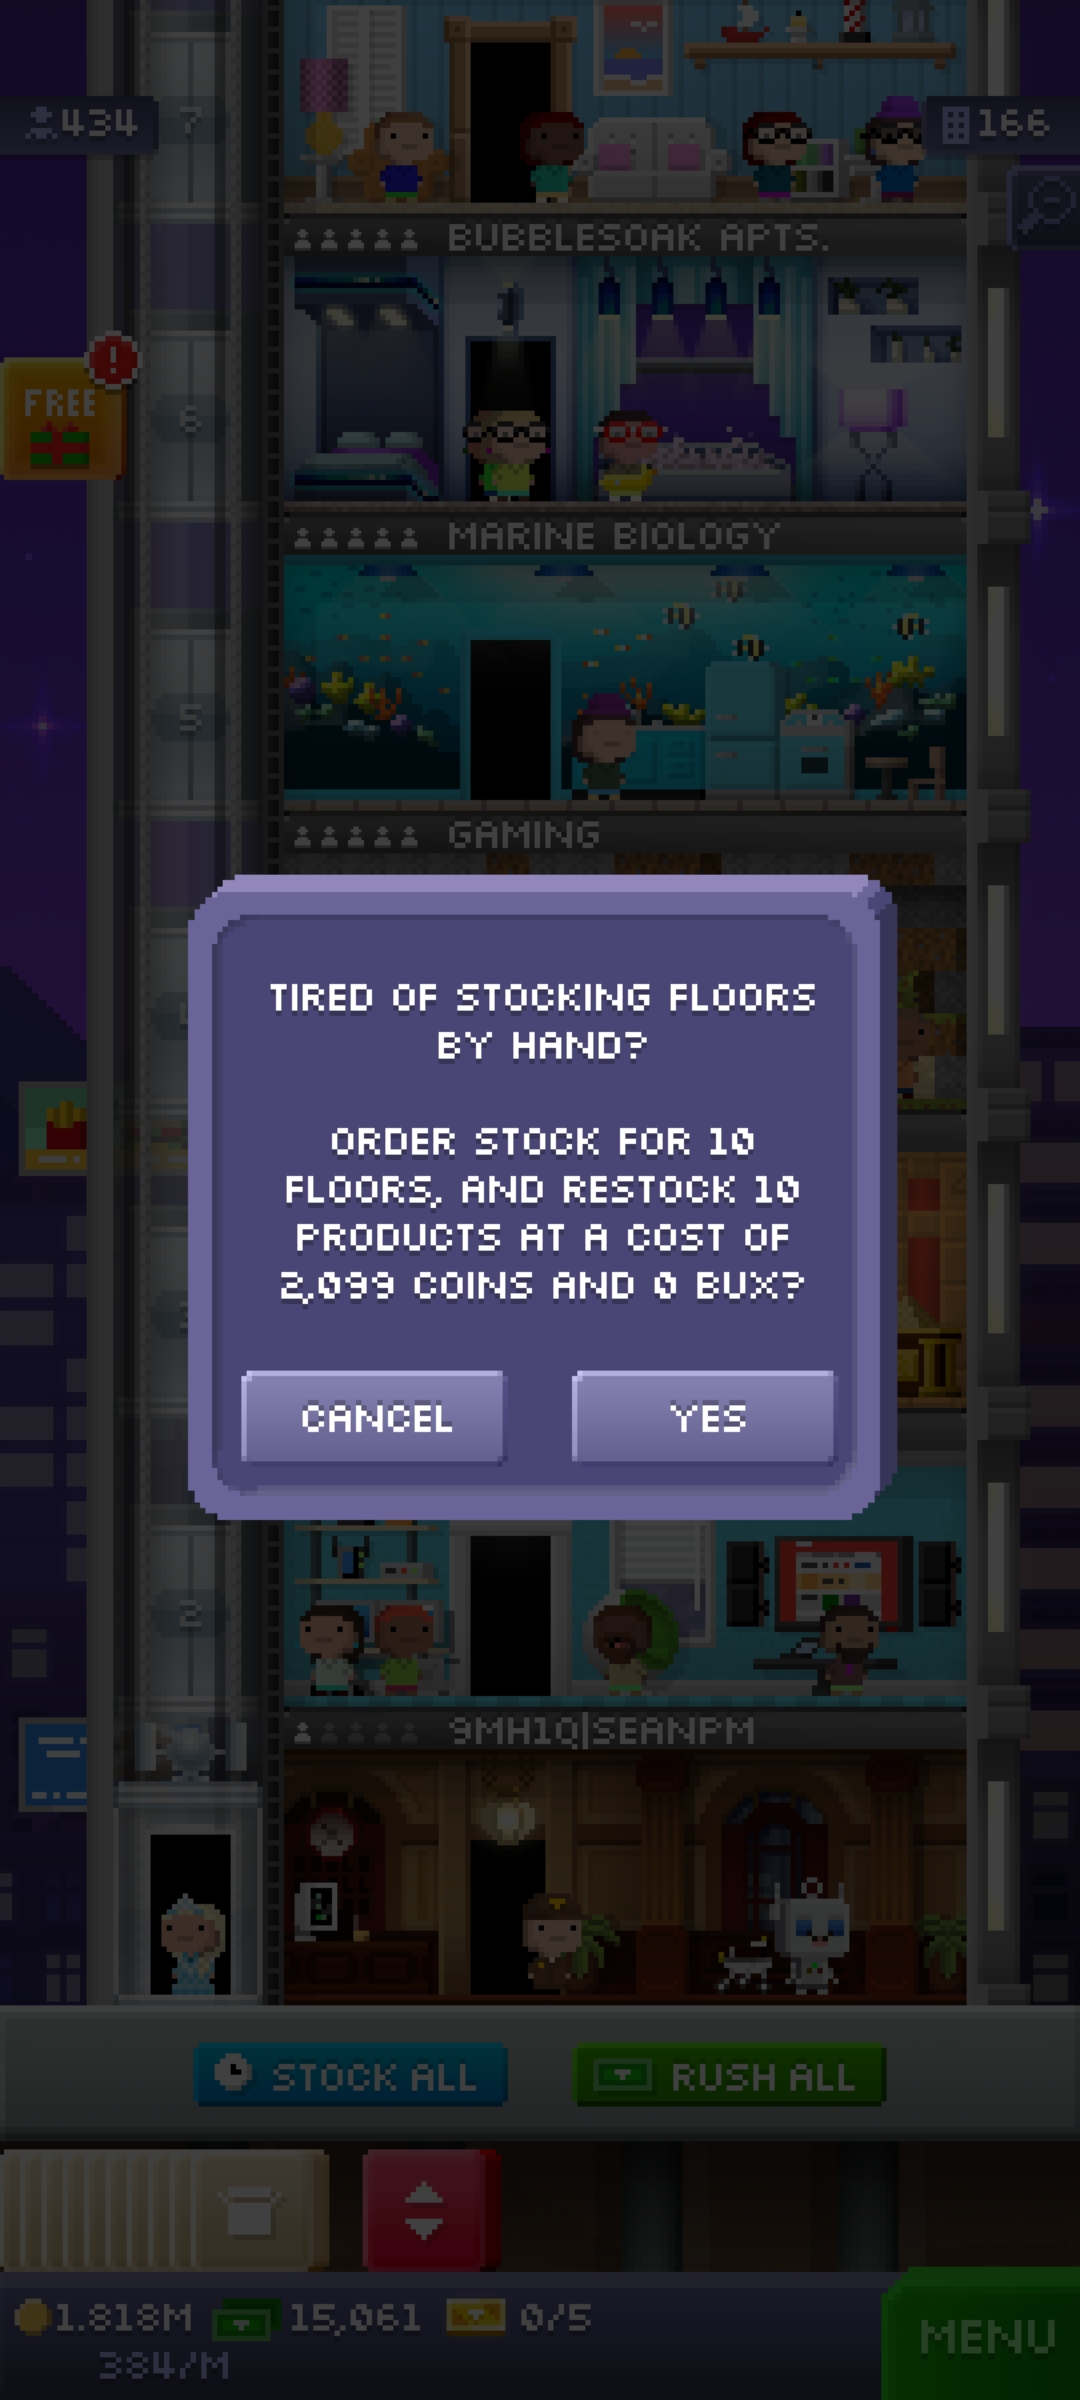 434
7
166
BUBBLESOAK APTS.
FREE
!
6
MARINE BIOLOGY
5
GAMING
TIRED OF STOCKING FLOORS
BY HAND?
ORDER STOCK FOR 10
FLOORS, AND RESTOCK 10
PRODUCTS AT A COST OF
2,099 COINS AND 0 BUX?
CANCEL
YES
2
9MH1Q|SEANPM
STOCK ALL
RUSH ALL
1.818M
15,061
0/5
384/M
MENU